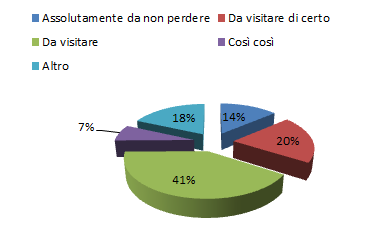 Assolutamente da non perdere Da visitare di certo
Da visitare Così così
Altro
18% 14%
7%
20%
41%